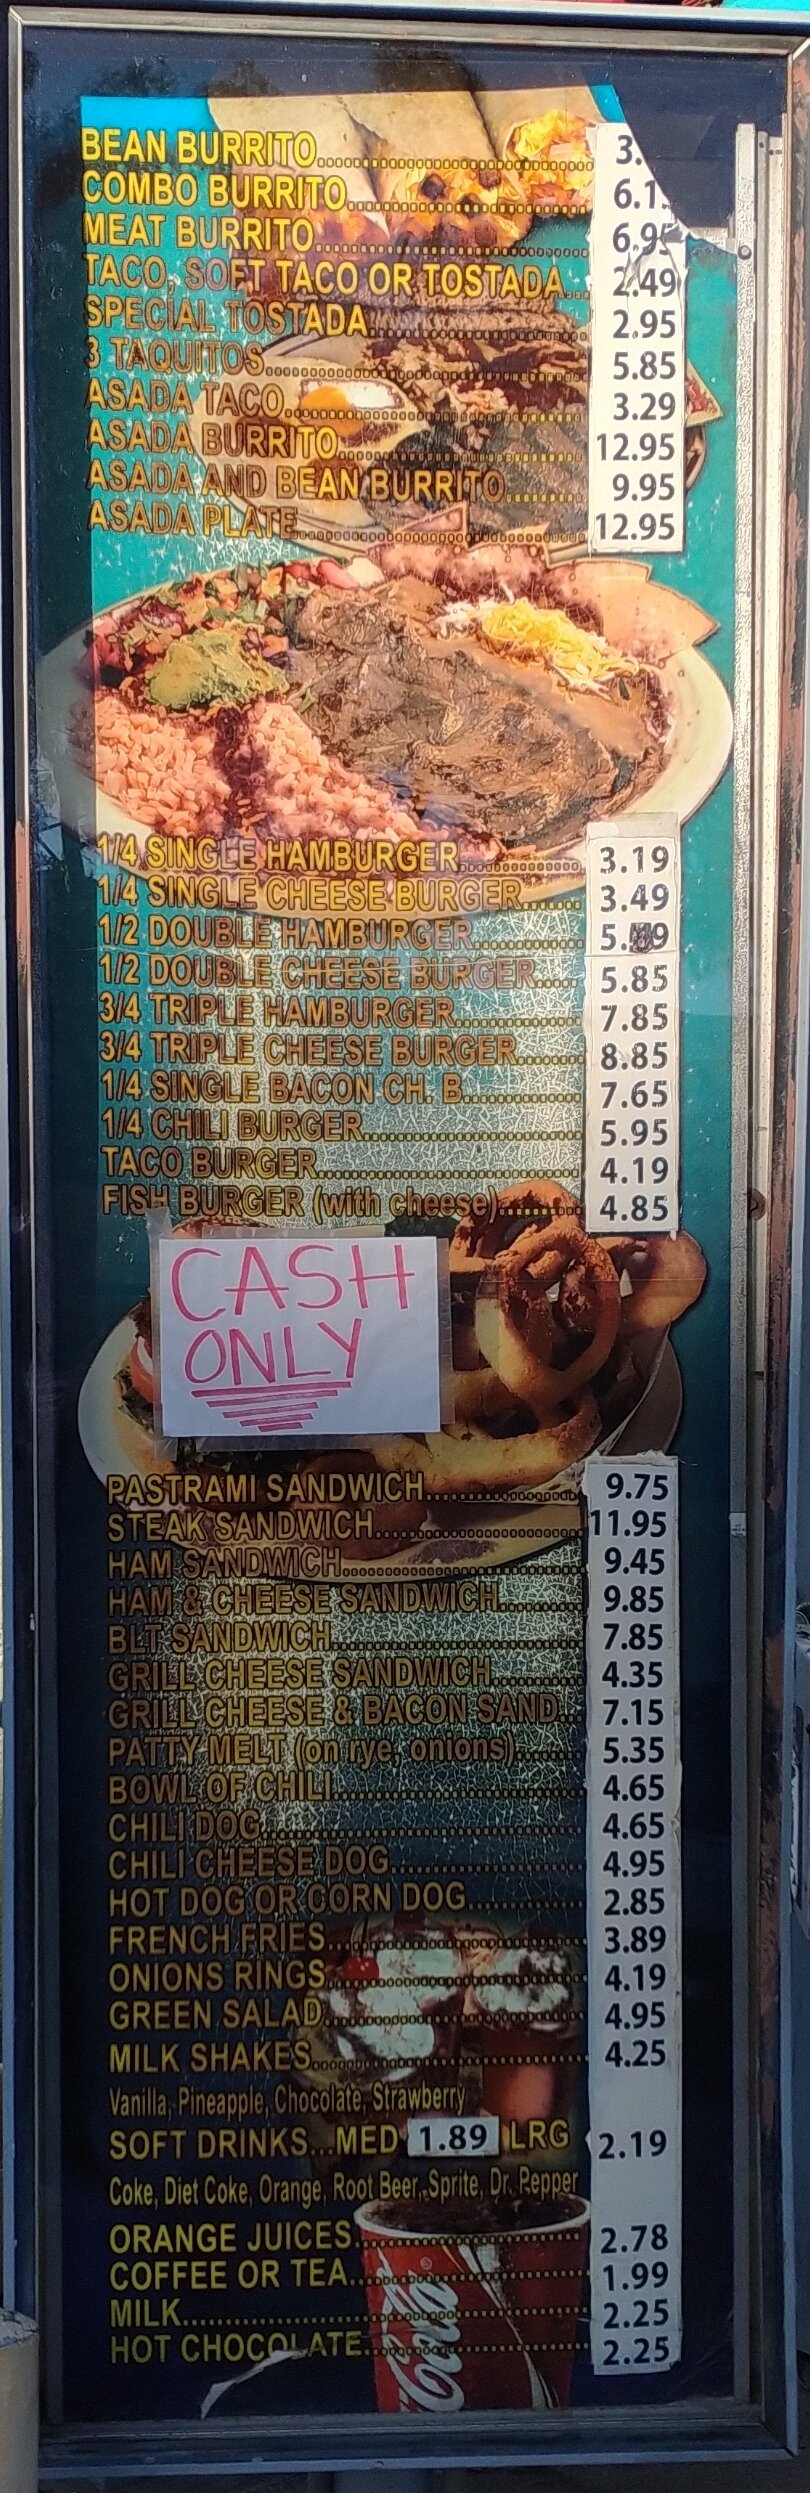 BEAN BURRITO 3.
COMBO BURRITO 6.1
MEAT BURRITO 6.95
TACO, SOFT TACO OR TOSTADA 2.49
SPECIAL TOSTADA 2.95
3 TAQUITOS 5.85
ASADA TACO 3.29
ASADA BURRITO 12.95
ASADA AND BEAN BURRITO 9.95
ASADA PLATE 12.95
1/4 SINGLE HAMBURGER 3.19
1/4 SINGLE CHEESE BURGER 3.49
1/2 DOUBLE HAMBURGER
1/2 DOUBLE CHEESE BURGER 5.85
3/4 TRIPLE HAMBURGER 7.85
3/4 TRIPLE CHEESE BURGER 8.85
1/4 SINGLE BACON CH. B. 7.65
1/4 CHILI BURGER 5.95
TACO BURGER 4.19
FISH BURGER (with cheese) 4.85
CASH
ONLY
PASTRAMI SANDWICH 9.75
STEAK SANDWICH 11.95
HAM SANDWICH 9.45
HAM & CHEESE SANDWICH 9.85
BLT SANDWICH 7.85
GRILL CHEESE SANDWICH 4.35
GRILL CHEESE & BACON SAND 7.15
PATTY MELT (on rye, onions) 5.35
BOWL OF CHILI 4.65
CHILI DOG 4.65
CHILI CHEESE DOG 4.95
HOT DOG OR CORN DOG 2.85
FRENCH FRIES 3.89
ONIONS RINGS 4.19
GREEN SALAD 4.95
MILK SHAKES 4.25
Vanilla, Pineapple, Chocolate, Strawberry
SOFT DRINKS...MED 1.89 LRG 2.19
Coke, Diet Coke, Orange, Root Beer, Sprite, Dr. Pepper
ORANGE JUICES 2.78
COFFEE OR TEA 1.99
MILK 2.25
HOT CHOCOLATE 2.25